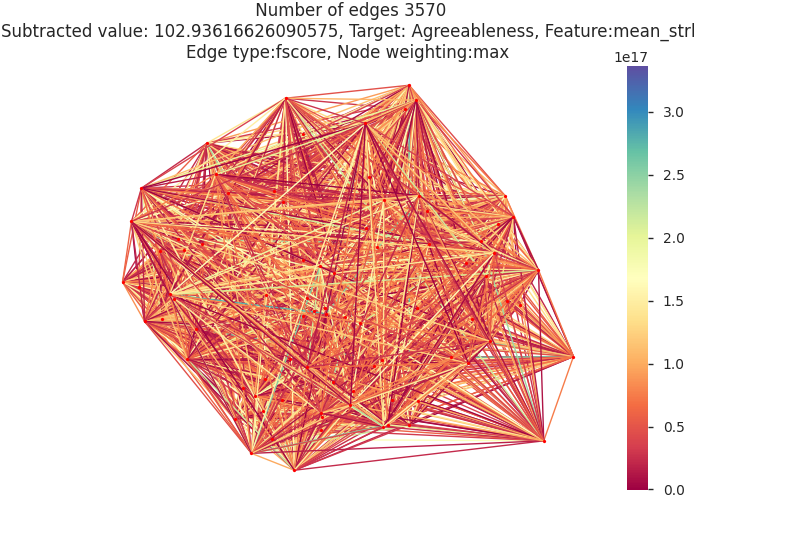 Number of edges 3570
Subtracted value: 102.93616626090575, Target: Agreeableness, Feature:mean_strl
Edge type:fscore, Node weighting:max
1e17
3.0
2.5
2.0
1.5
1.0
0.5
0.0